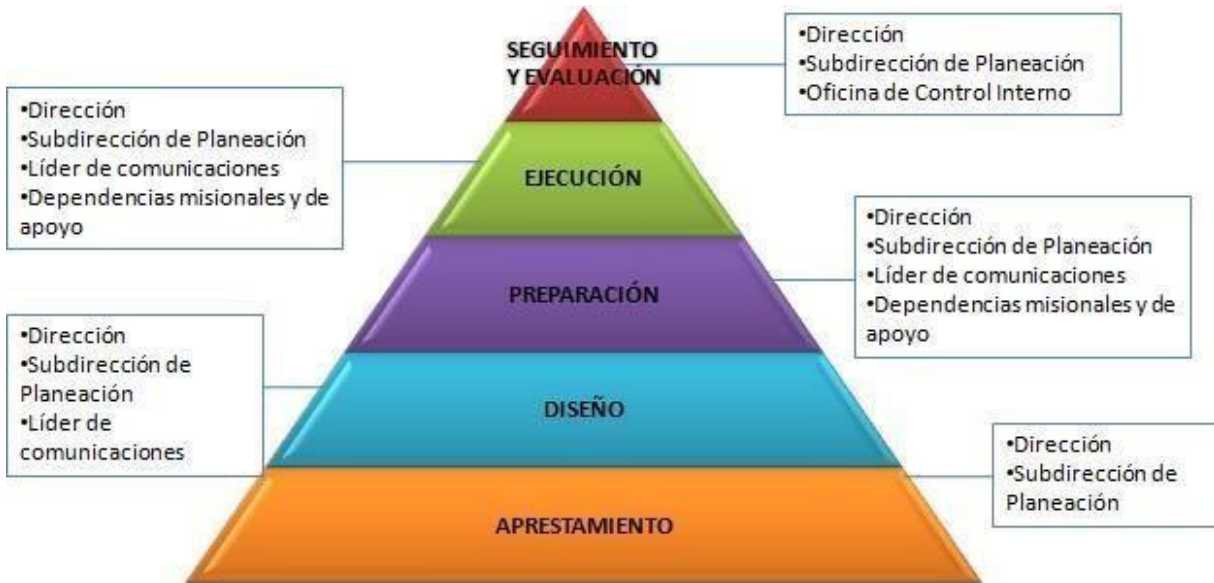 SEGUIMIENTO
Y EVALUACIÓN
•Dirección
•Subdirección de Planeación
•Oficina de Control Interno
•Dirección
•Subdirección de Planeación
•Líder de comunicaciones
•Dependencias misionales y de
apoyo
EJECUCIÓN
•Dirección
•Subdirección de Planeación
•Líder de comunicaciones
•Dependencias misionales y de
apoyo
PREPARACIÓN
•Dirección
•Subdirección de
Planeación
•Líder de
comunicaciones
DISEÑO
•Dirección
•Subdirección de
Planeación
APRESTAMIENTO